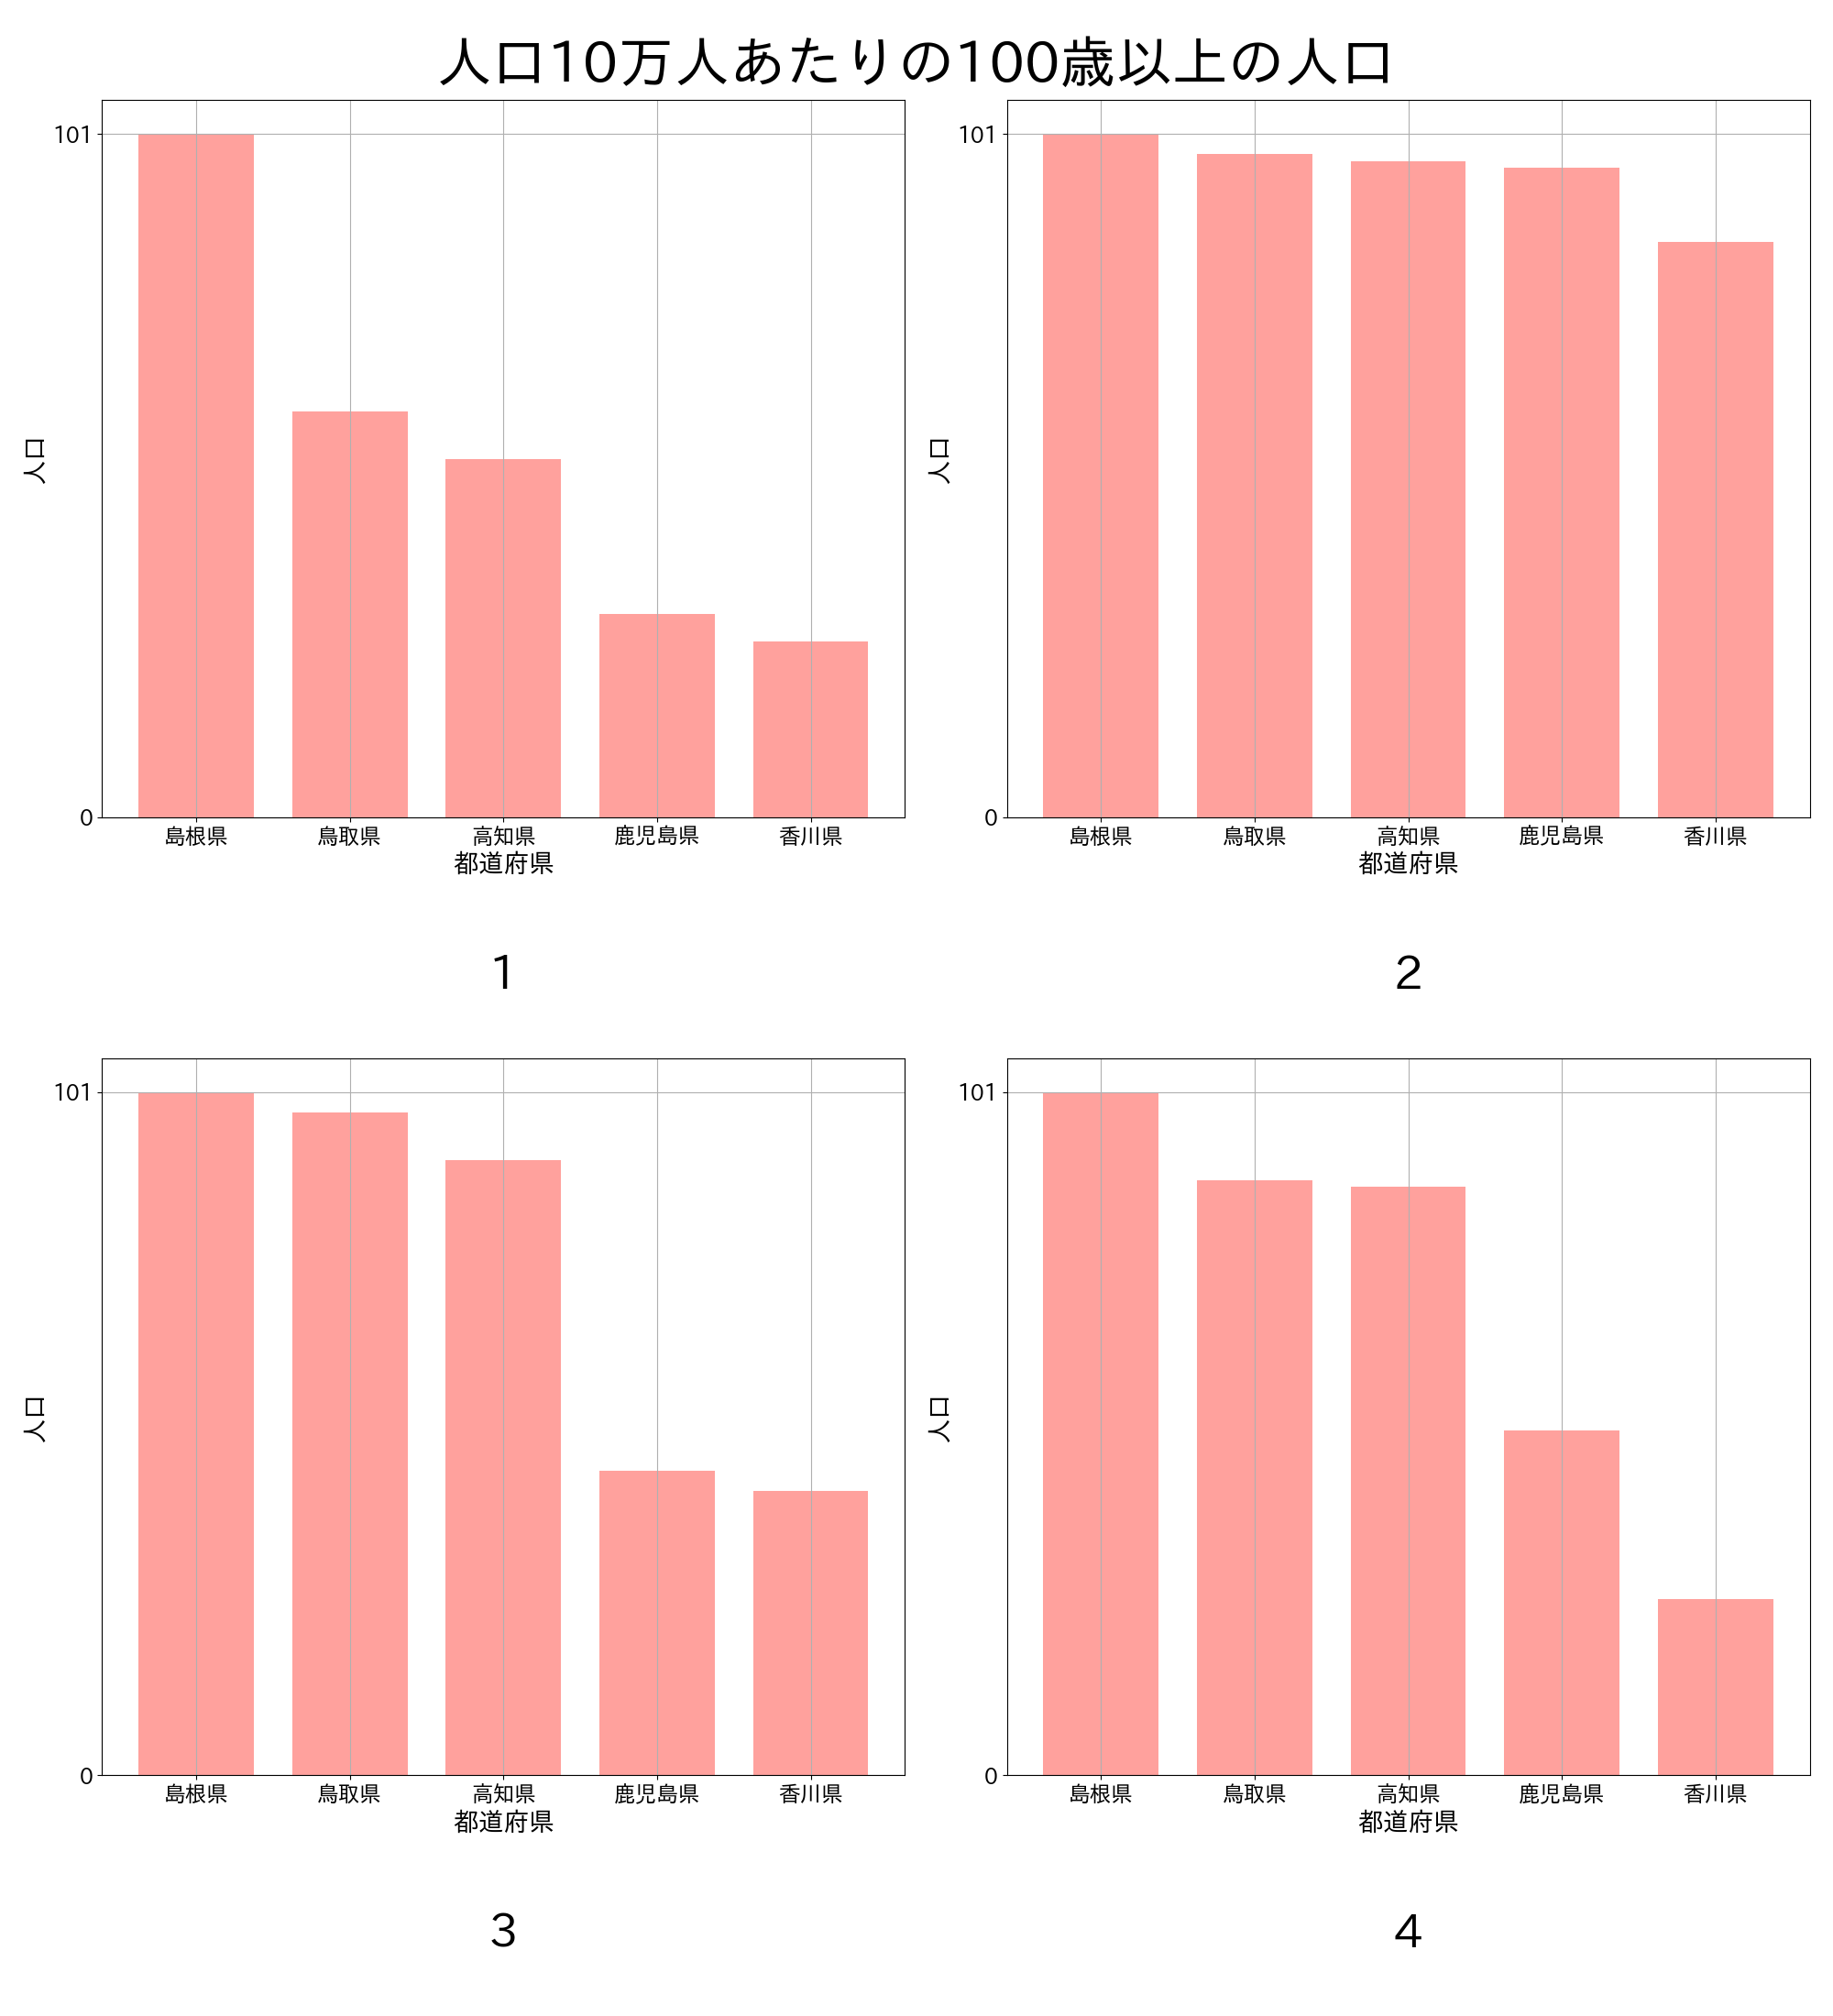 人口10万人あたりの100歳以上の人口
101
0
人口
島根県 鳥取県 高知県 鹿児島県 香川県
都道府県
1
101
0
人口
島根県 鳥取県 高知県 鹿児島県 香川県
都道府県
2
101
0
人口
島根県 鳥取県 高知県 鹿児島県 香川県
都道府県
3
101
0
人口
島根県 鳥取県 高知県 鹿児島県 香川県
都道府県
4